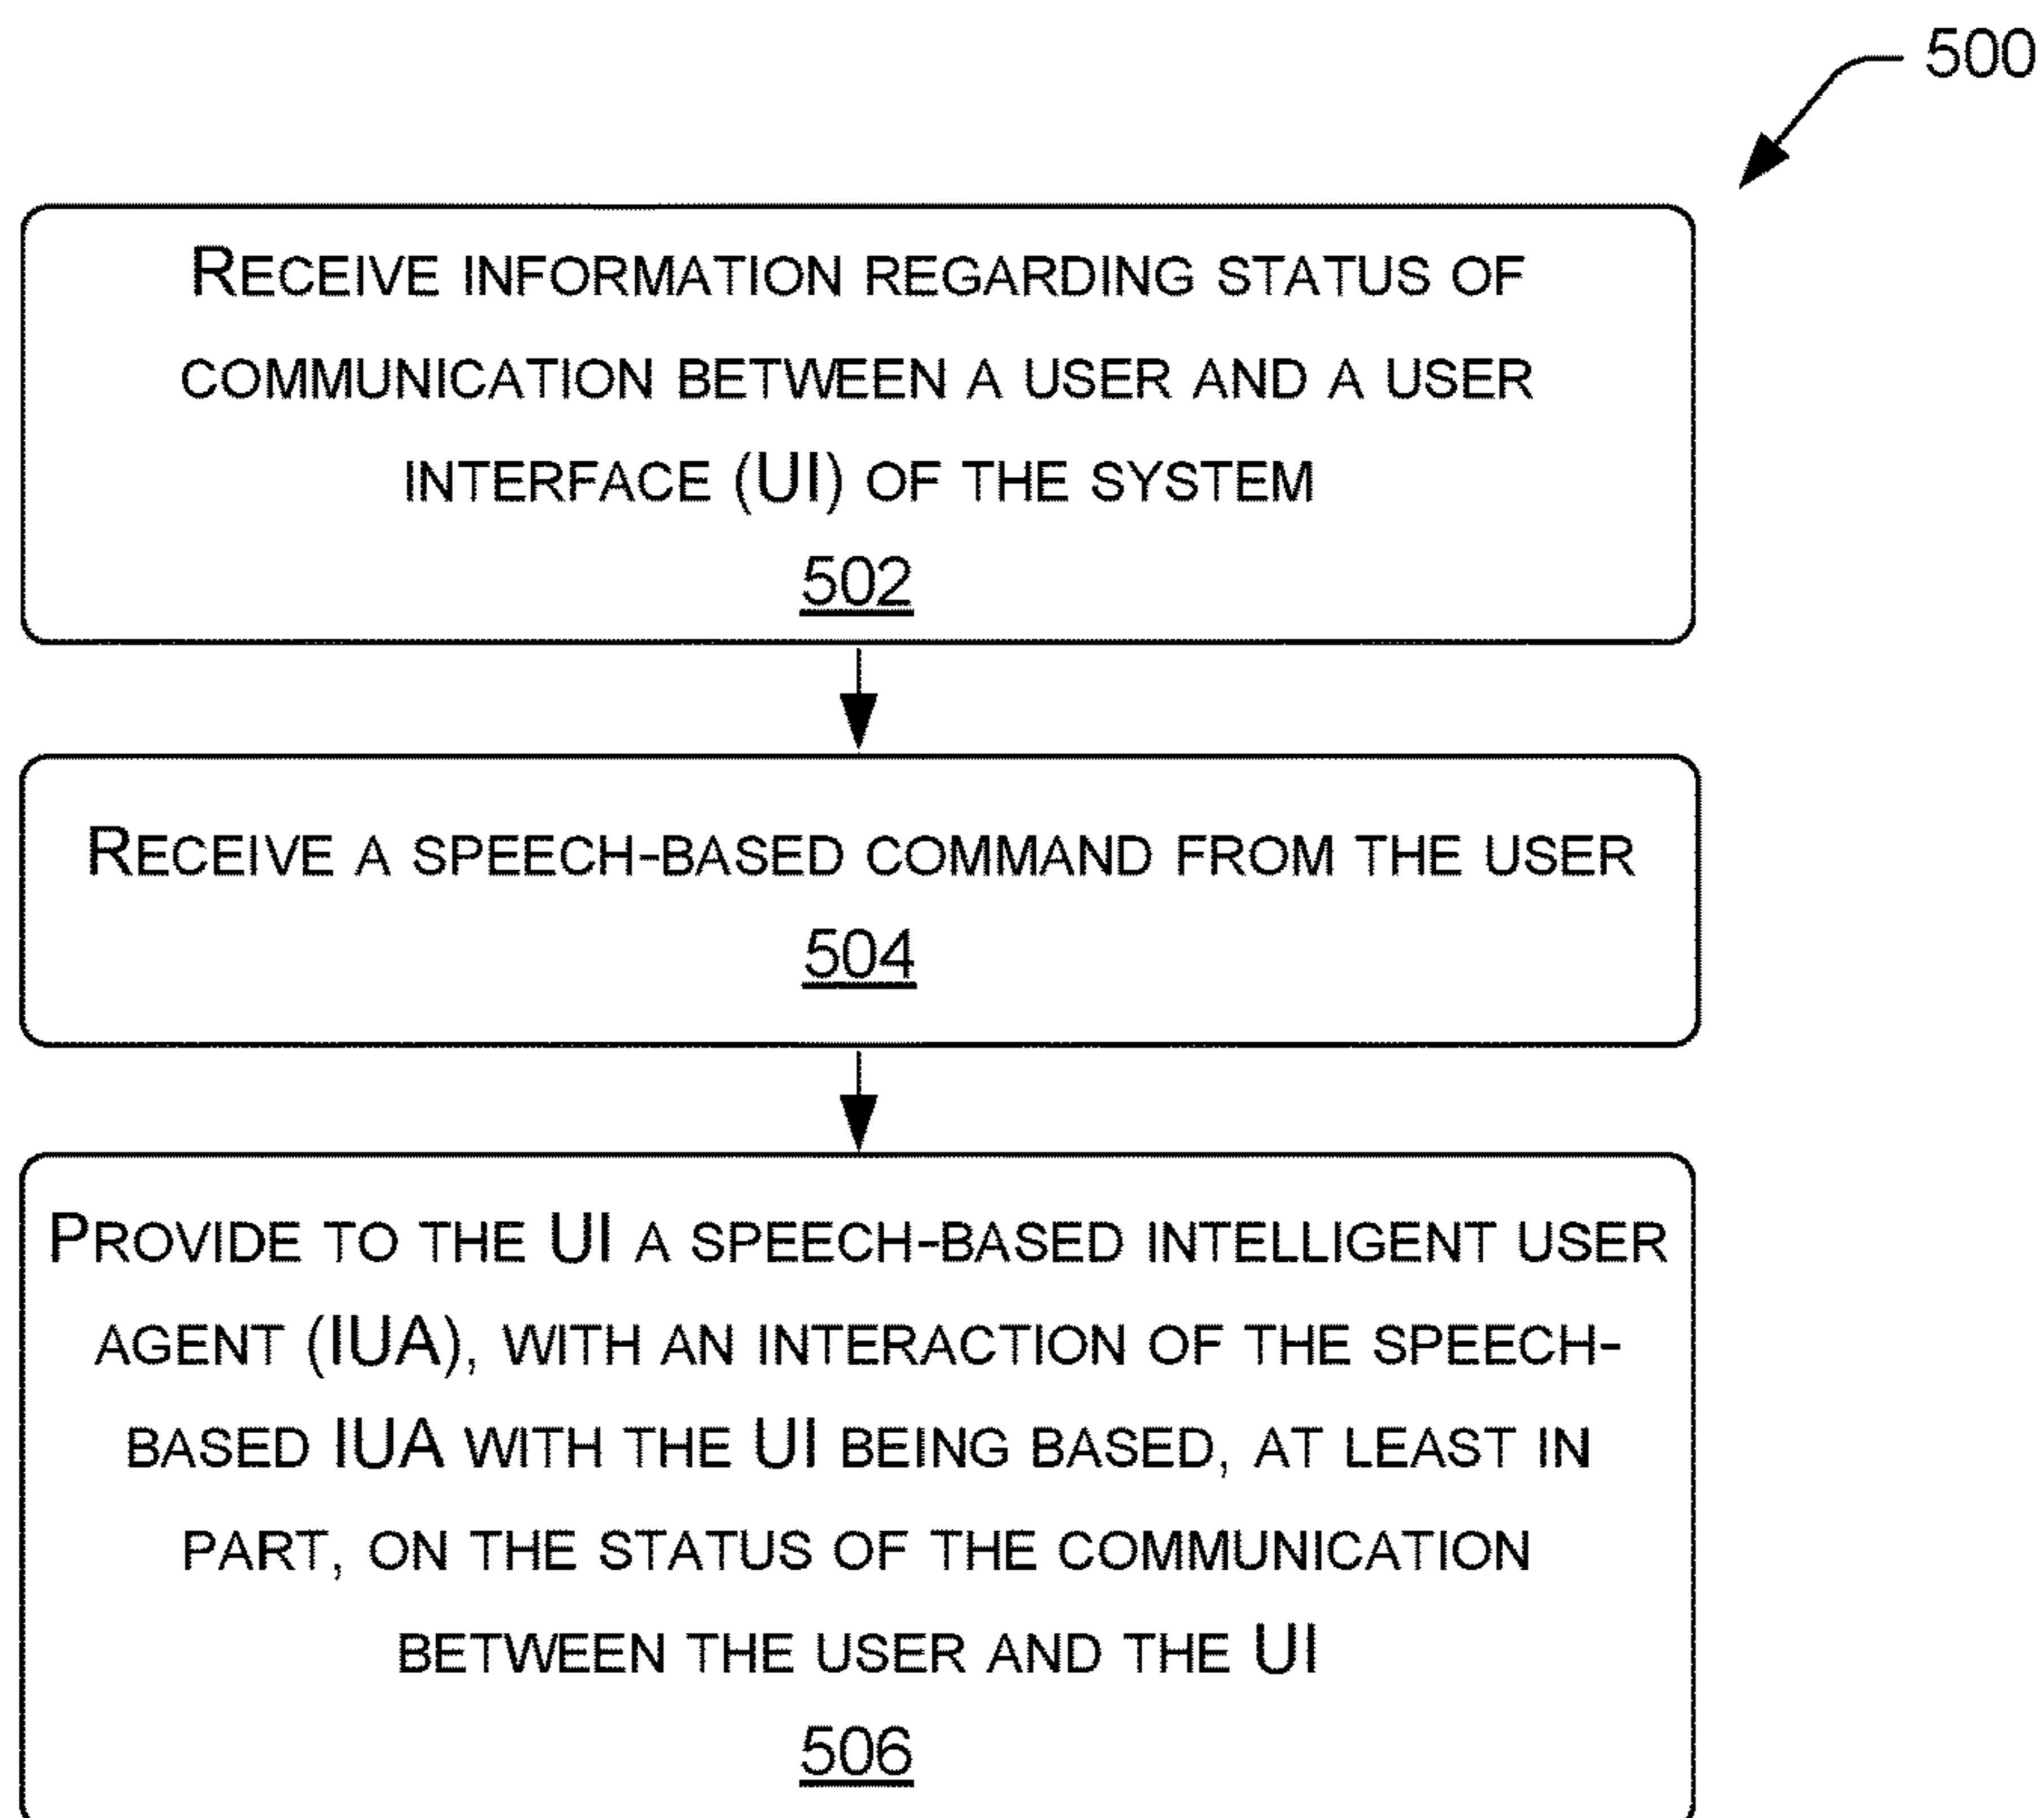 500
RECEIVE INFORMATION REGARDING STATUS OF
COMMUNICATION BETWEEN A USER AND A USER
INTERFACE (UI) OF THE SYSTEM
502
RECEIVE A SPEECH-BASED COMMAND FROM THE USER
504
PROVIDE TO THE UI A SPEECH-BASED INTELLIGENT USER
AGENT (IUA), WITH AN INTERACTION OF THE SPEECH-
BASED IUA WITH THE UI BEING BASED, AT LEAST IN
PART, ON THE STATUS OF THE COMMUNICATION
BETWEEN THE USER AND THE UI
506